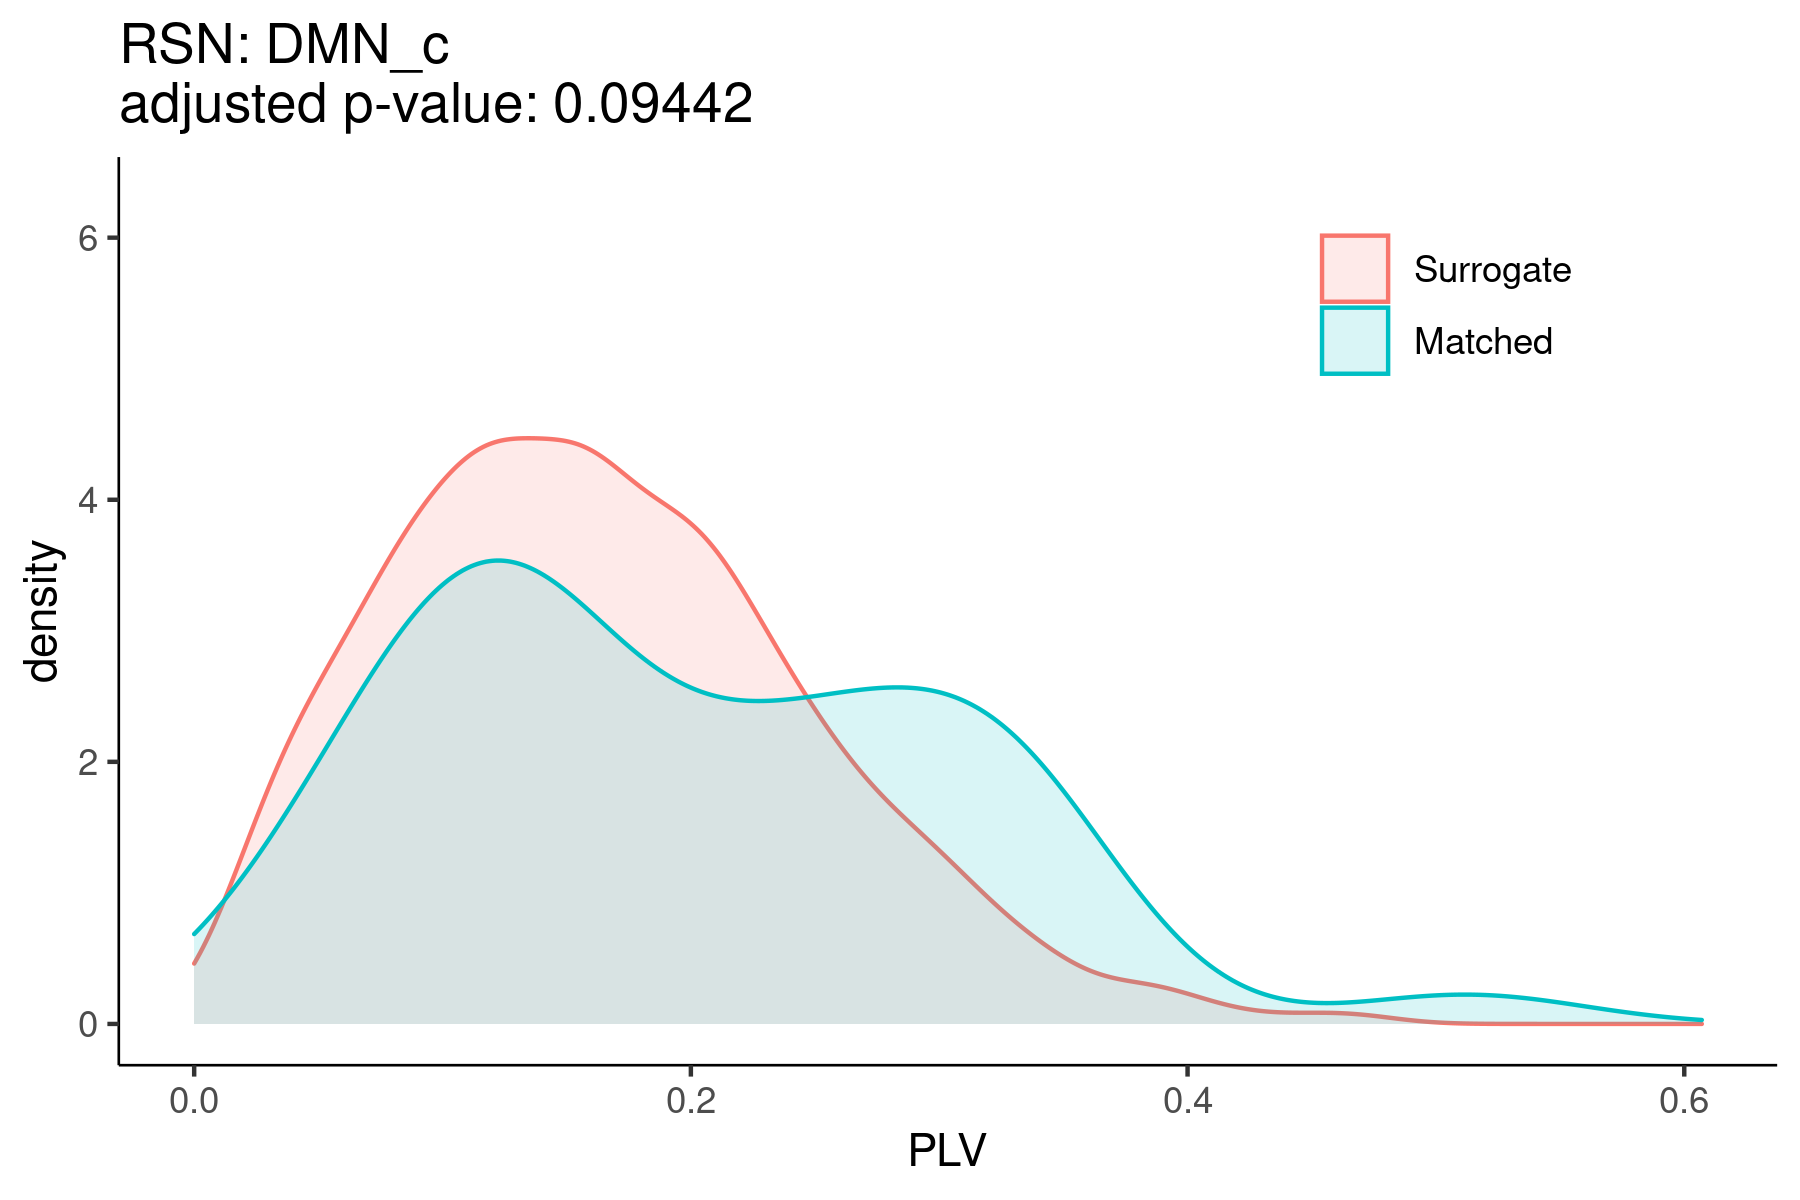 RSN: DMN_c
adjusted p-value: 0.09442
6
4
2
0
density
Surrogate
Matched
0.0
0.2
0.4
0.6
PLV